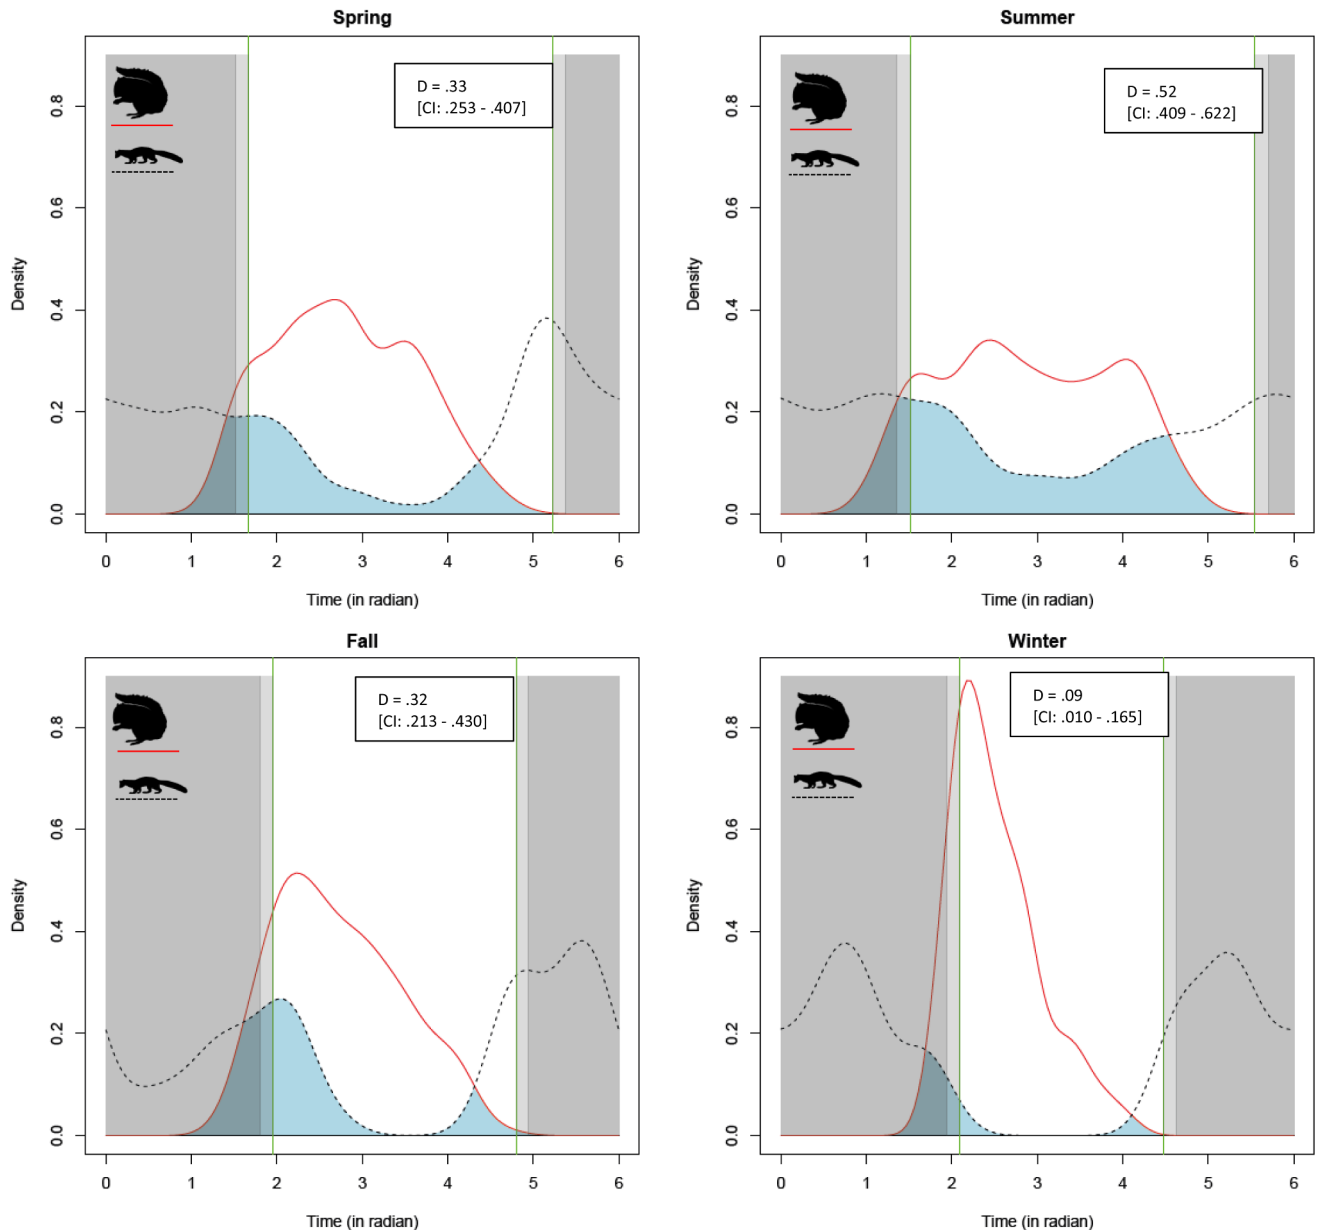 Spring
D = .33
[CI: .253 - .407]
Density
0.0
0.2
0.4
0.6
0.8
0 1 2 3 4 5 6
Time (in radian)
Summer
D = .52
[CI: .409 - .622]
Density
0.0
0.2
0.4
0.6
0.8
0 1 2 3 4 5 6
Time (in radian)
Fall
D = .32
[CI: .213 - .430]
Density
0.0
0.2
0.4
0.6
0.8
0 1 2 3 4 5 6
Time (in radian)
Winter
D = .09
[CI: .010 - .165]
Density
0.0
0.2
0.4
0.6
0.8
0 1 2 3 4 5 6
Time (in radian)